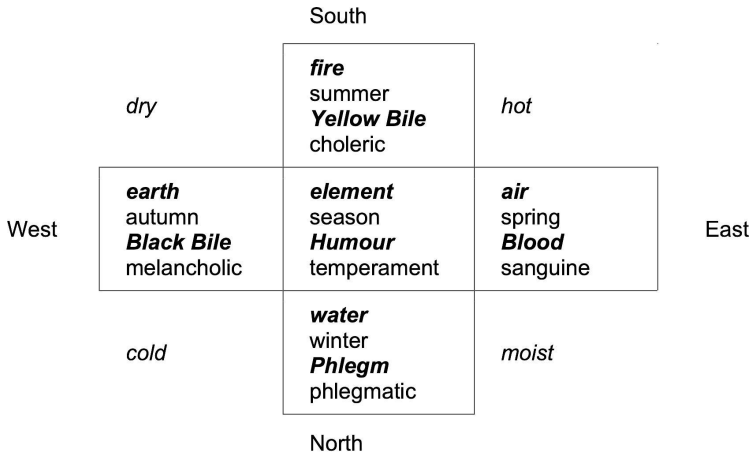 South
fire
summer
Yellow Bile
choleric
dry
hot
West
earth
autumn
Black Bile
melancholic
element
season
Humour
temperament
air
spring
Blood
sanguine
East
cold
water
winter
Phlegm
phlegmatic
moist
North